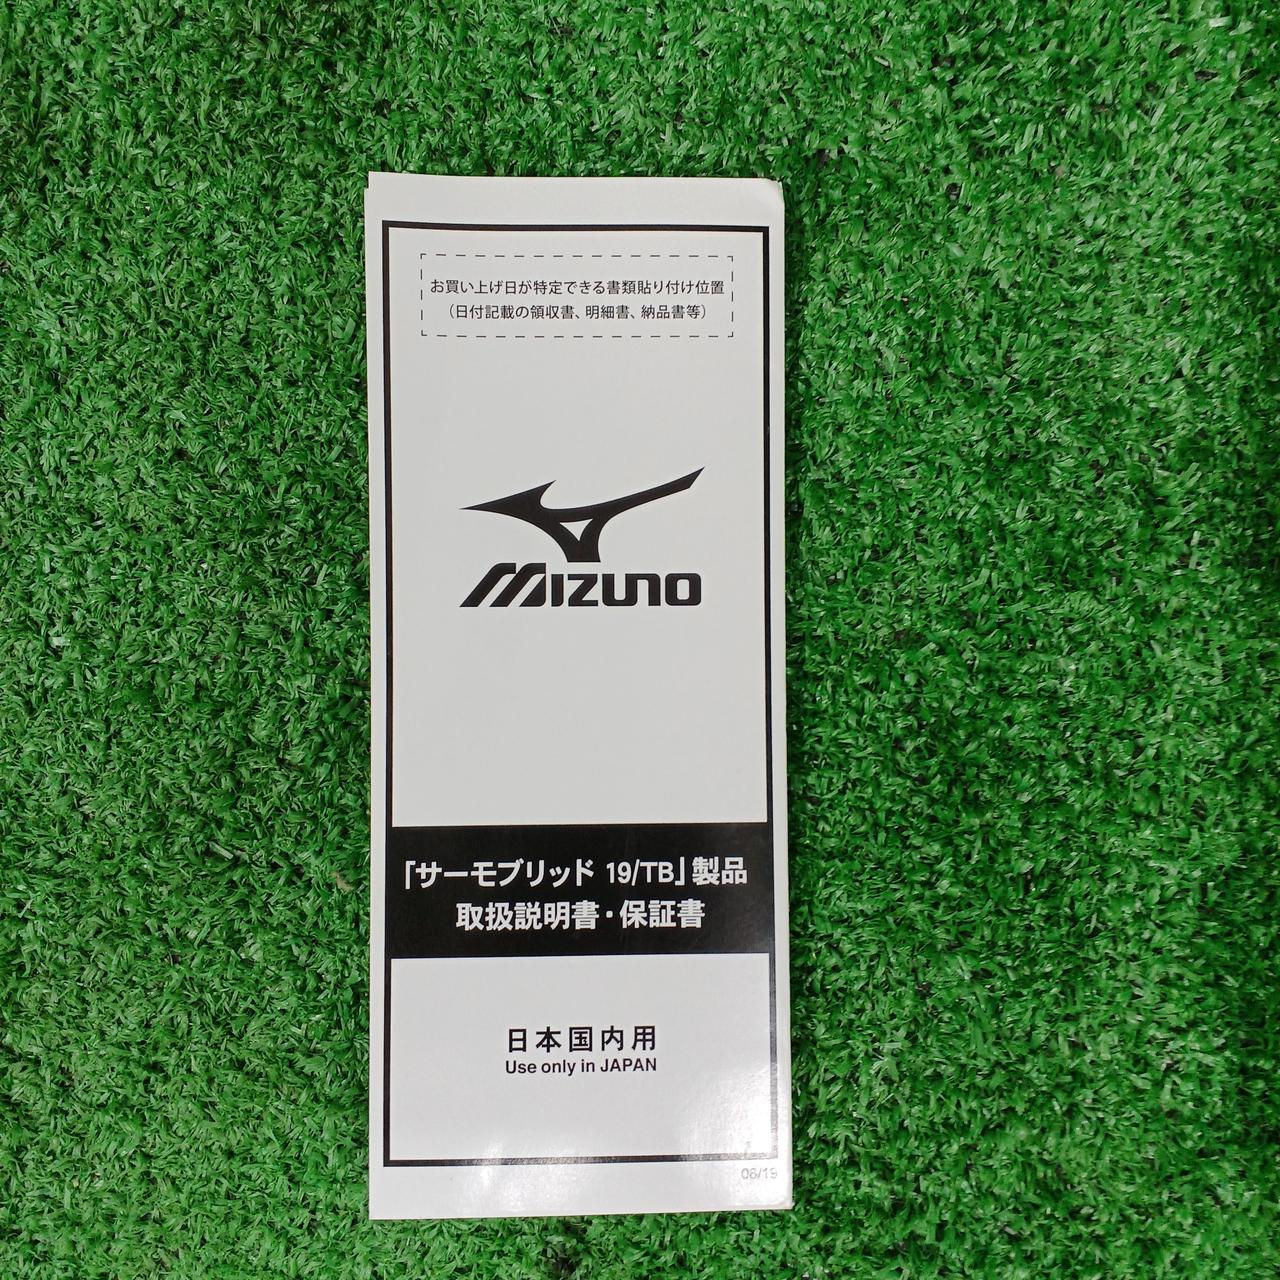 お買い上げ日が特定できる書類貼り付け位置
（日付記載の領収書、明細書、納品書等）
MIZUNO
「サーモブリッド 19/TB」製品
取扱説明書・保証書
日本国内用
Use only in JAPAN
06/19